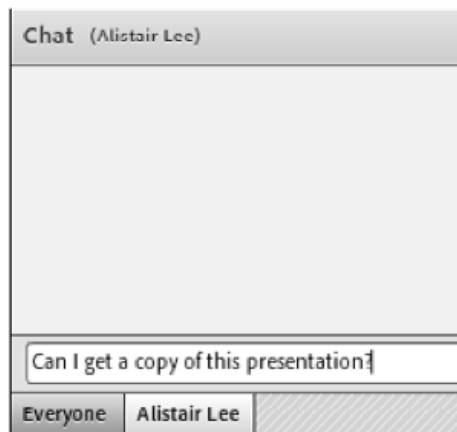 Chat (Alistair Lee)
Can I get a copy of this presentation?
Everyone Alistair Lee